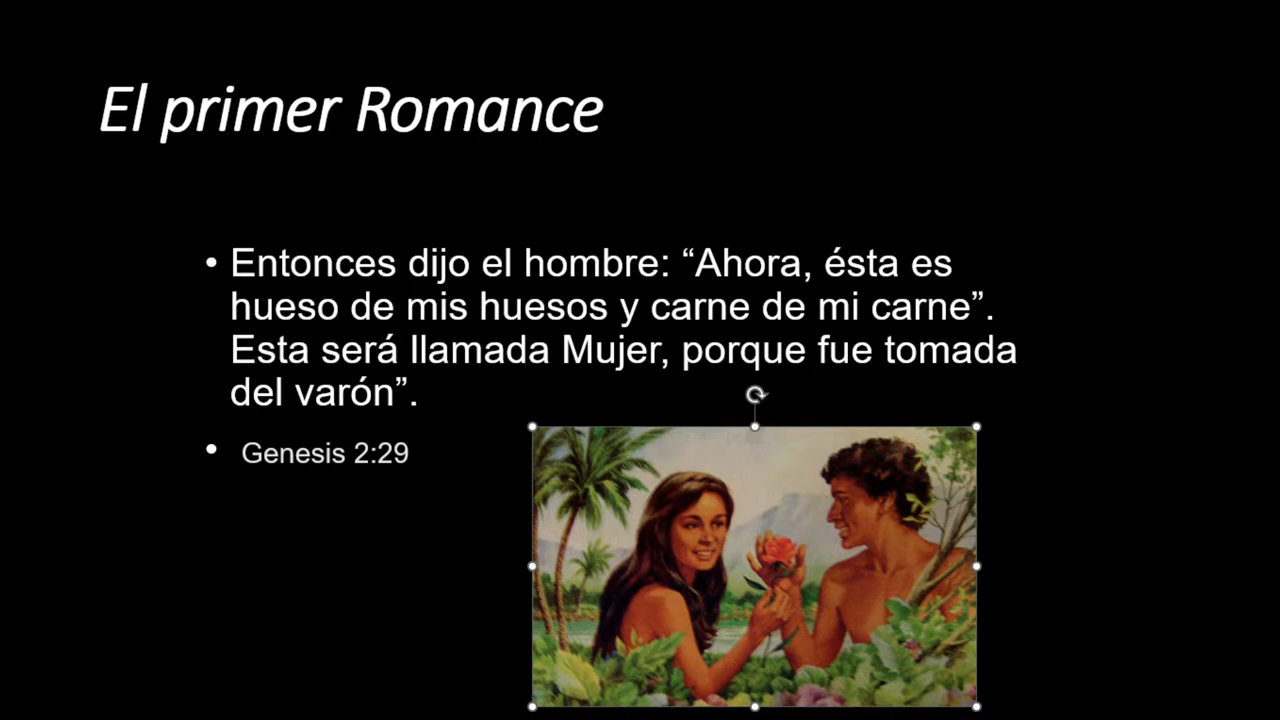 El primer Romance
• Entonces dijo el hombre: “Ahora, ésta es
hueso de mis huesos y carne de mi carne”.
Esta será llamada Mujer, porque fue tomada
del varón”.
• Genesis 2:29